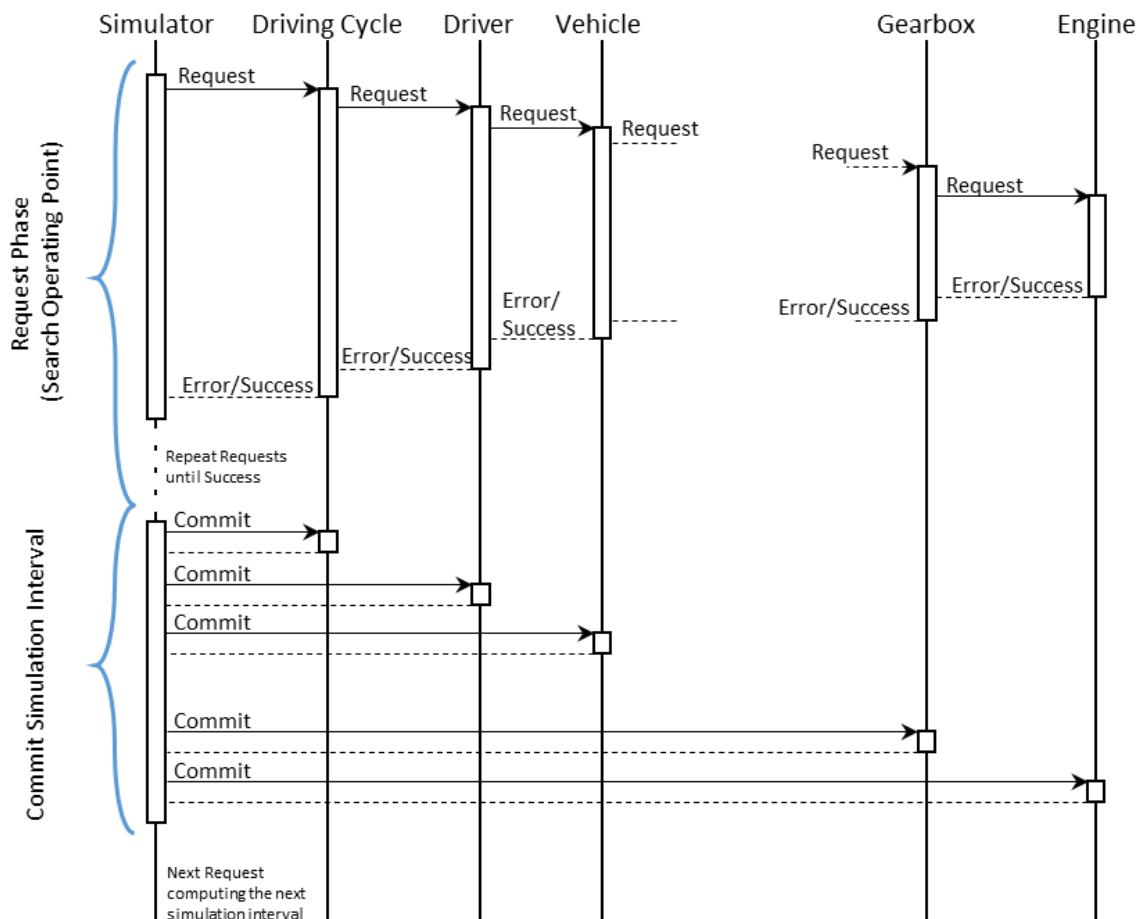 Simulator
Driving Cycle
Driver
Vehicle
Gearbox
Engine
Request
Request
Request
Request
Request
Request
Request Phase
(Search Operating Point)
Error/Success
Error/
Success
Error/Success
Error/Success
Error/Success
Repeat Requests
until Success
Commit Simulation Interval
Commit
Commit
Commit
Commit
Commit
Next Request
computing the next
simulation interval